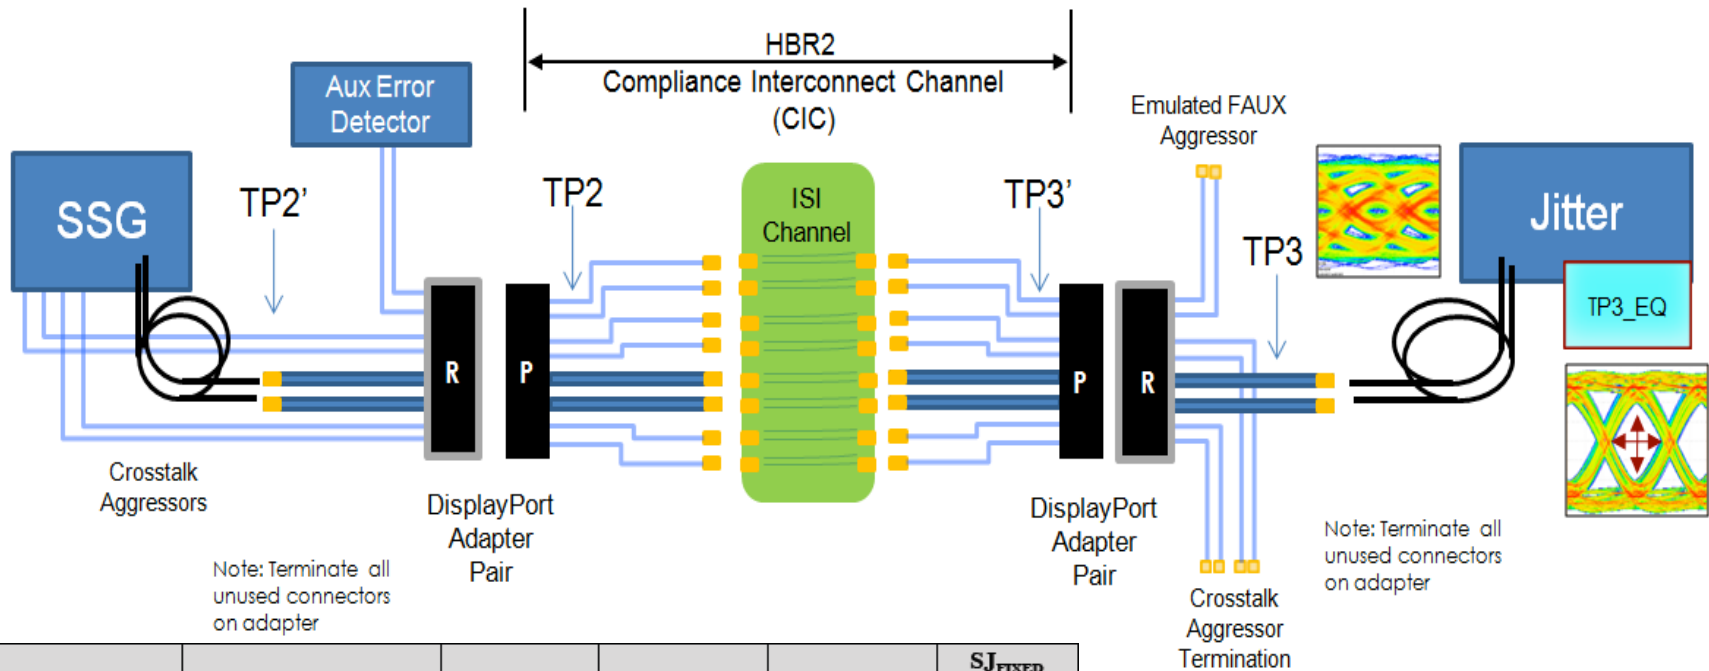 HBR2
Compliance Interconnect Channel
(CIC)
Aux Error
Detector
Emulated FAUX
Aggressor
SSG
TP2’
TP2
ISI
Channel
TP3’
TP3
Jitter
TP3_EQ
R
P
P
R
Crosstalk
Aggressors
DisplayPort
Adapter
Pair
DisplayPort
Adapter
Pair
Note: Terminate all
unused connectors
on adapter
Note: Terminate all
unused connectors
on adapter
Crosstalk
Aggressor
Termination
SJFIXED